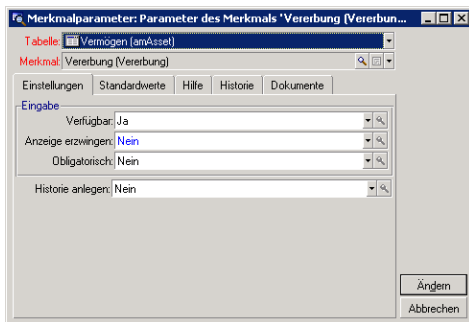 Merkmalparameter: Parameter des Merkmals 'Vererbung (Vererbun...
Tabelle: Vermögen (amAsset)
Merkmal: Vererbung (Vererbung)
Einstellungen Standardwerte Hilfe Historie Dokumente
Eingabe
Verfügbar: Ja
Anzeige erzwingen: Nein
Obligatorisch: Nein
Historie anlegen: Nein
Ändern
Abbrechen